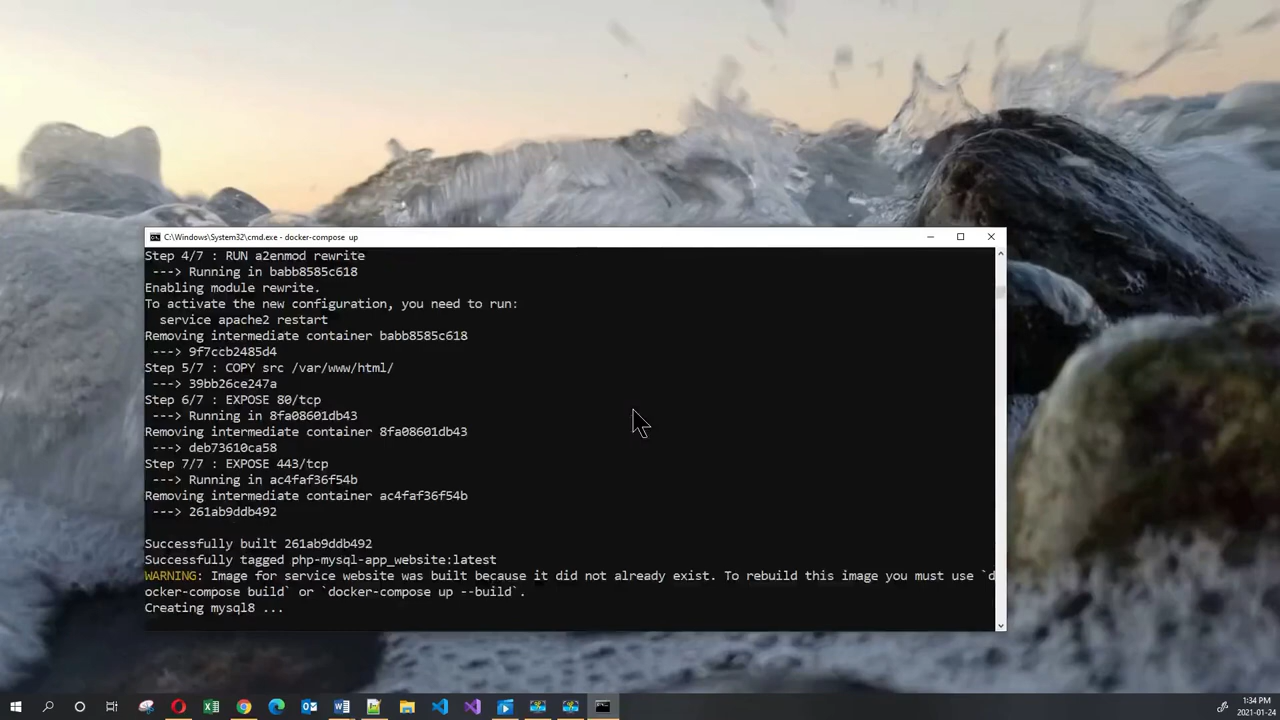 C:\Windows\System32\cmd.exe - docker-compose up
Step 4/7 : RUN a2enmod rewrite
---> Running in babb8585c618
Enabling module rewrite.
To activate the new configuration, you need to run:
service apache2 restart
Removing intermediate container babb8585c618
---> 9f7ccb2485d4
Step 5/7 : COPY src /var/www/html/
---> 39bb26ce247a
Step 6/7 : EXPOSE 80/tcp
---> Running in 8fa08601db43
Removing intermediate container 8fa08601db43
---> deb73610ca58
Step 7/7 : EXPOSE 443/tcp
---> Running in ac4faf36f54b
Removing intermediate container ac4faf36f54b
---> 261ab9ddb492
Successfully built 261ab9ddb492
Successfully tagged php-mysql-app_website:latest
WARNING: Image for service website was built because it did not already exist. To rebuild this image you must use `d
ocker-compose build` or `docker-compose up --build`.
Creating mysql8 ...
1:34 PM
2021-01-24